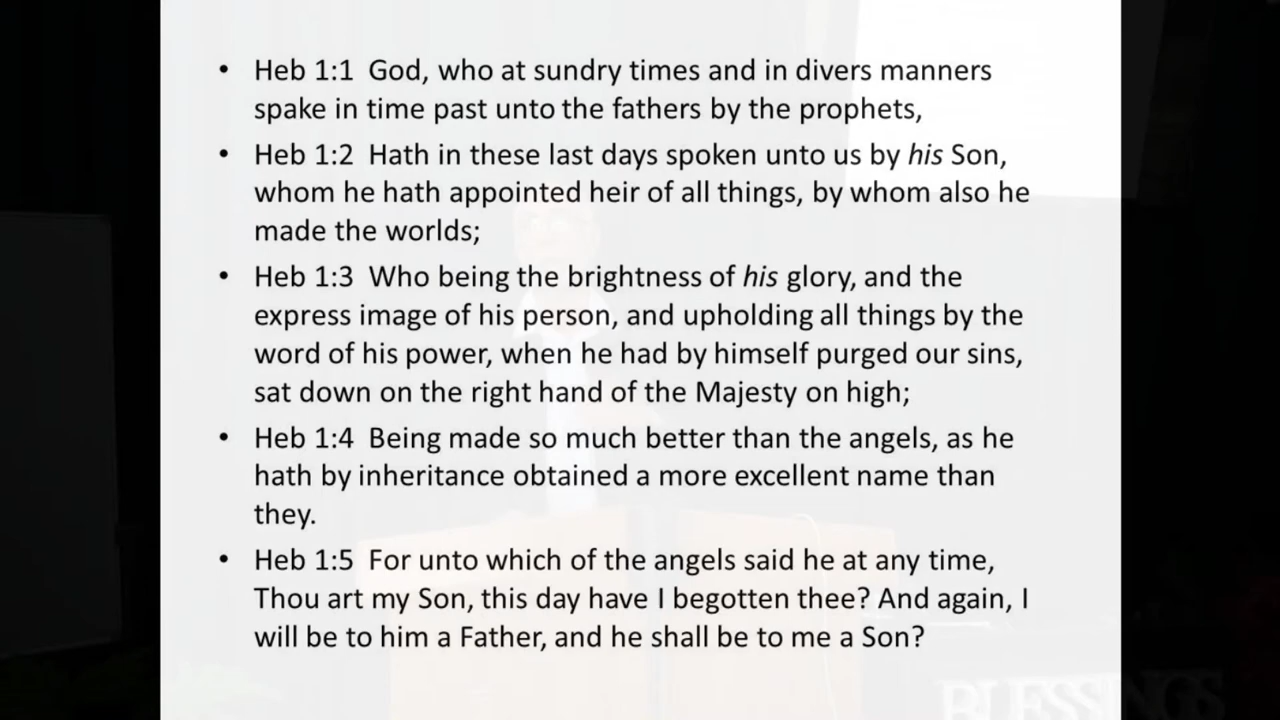 • Heb 1:1  God, who at sundry times and in divers manners
spake in time past unto the fathers by the prophets,
• Heb 1:2  Hath in these last days spoken unto us by his Son,
whom he hath appointed heir of all things, by whom also he
made the worlds;
• Heb 1:3  Who being the brightness of his glory, and the
express image of his person, and upholding all things by the
word of his power, when he had by himself purged our sins,
sat down on the right hand of the Majesty on high;
• Heb 1:4  Being made so much better than the angels, as he
hath by inheritance obtained a more excellent name than
they.
• Heb 1:5  For unto which of the angels said he at any time,
Thou art my Son, this day have I begotten thee? And again, I
will be to him a Father, and he shall be to me a Son?
BLESSINGS